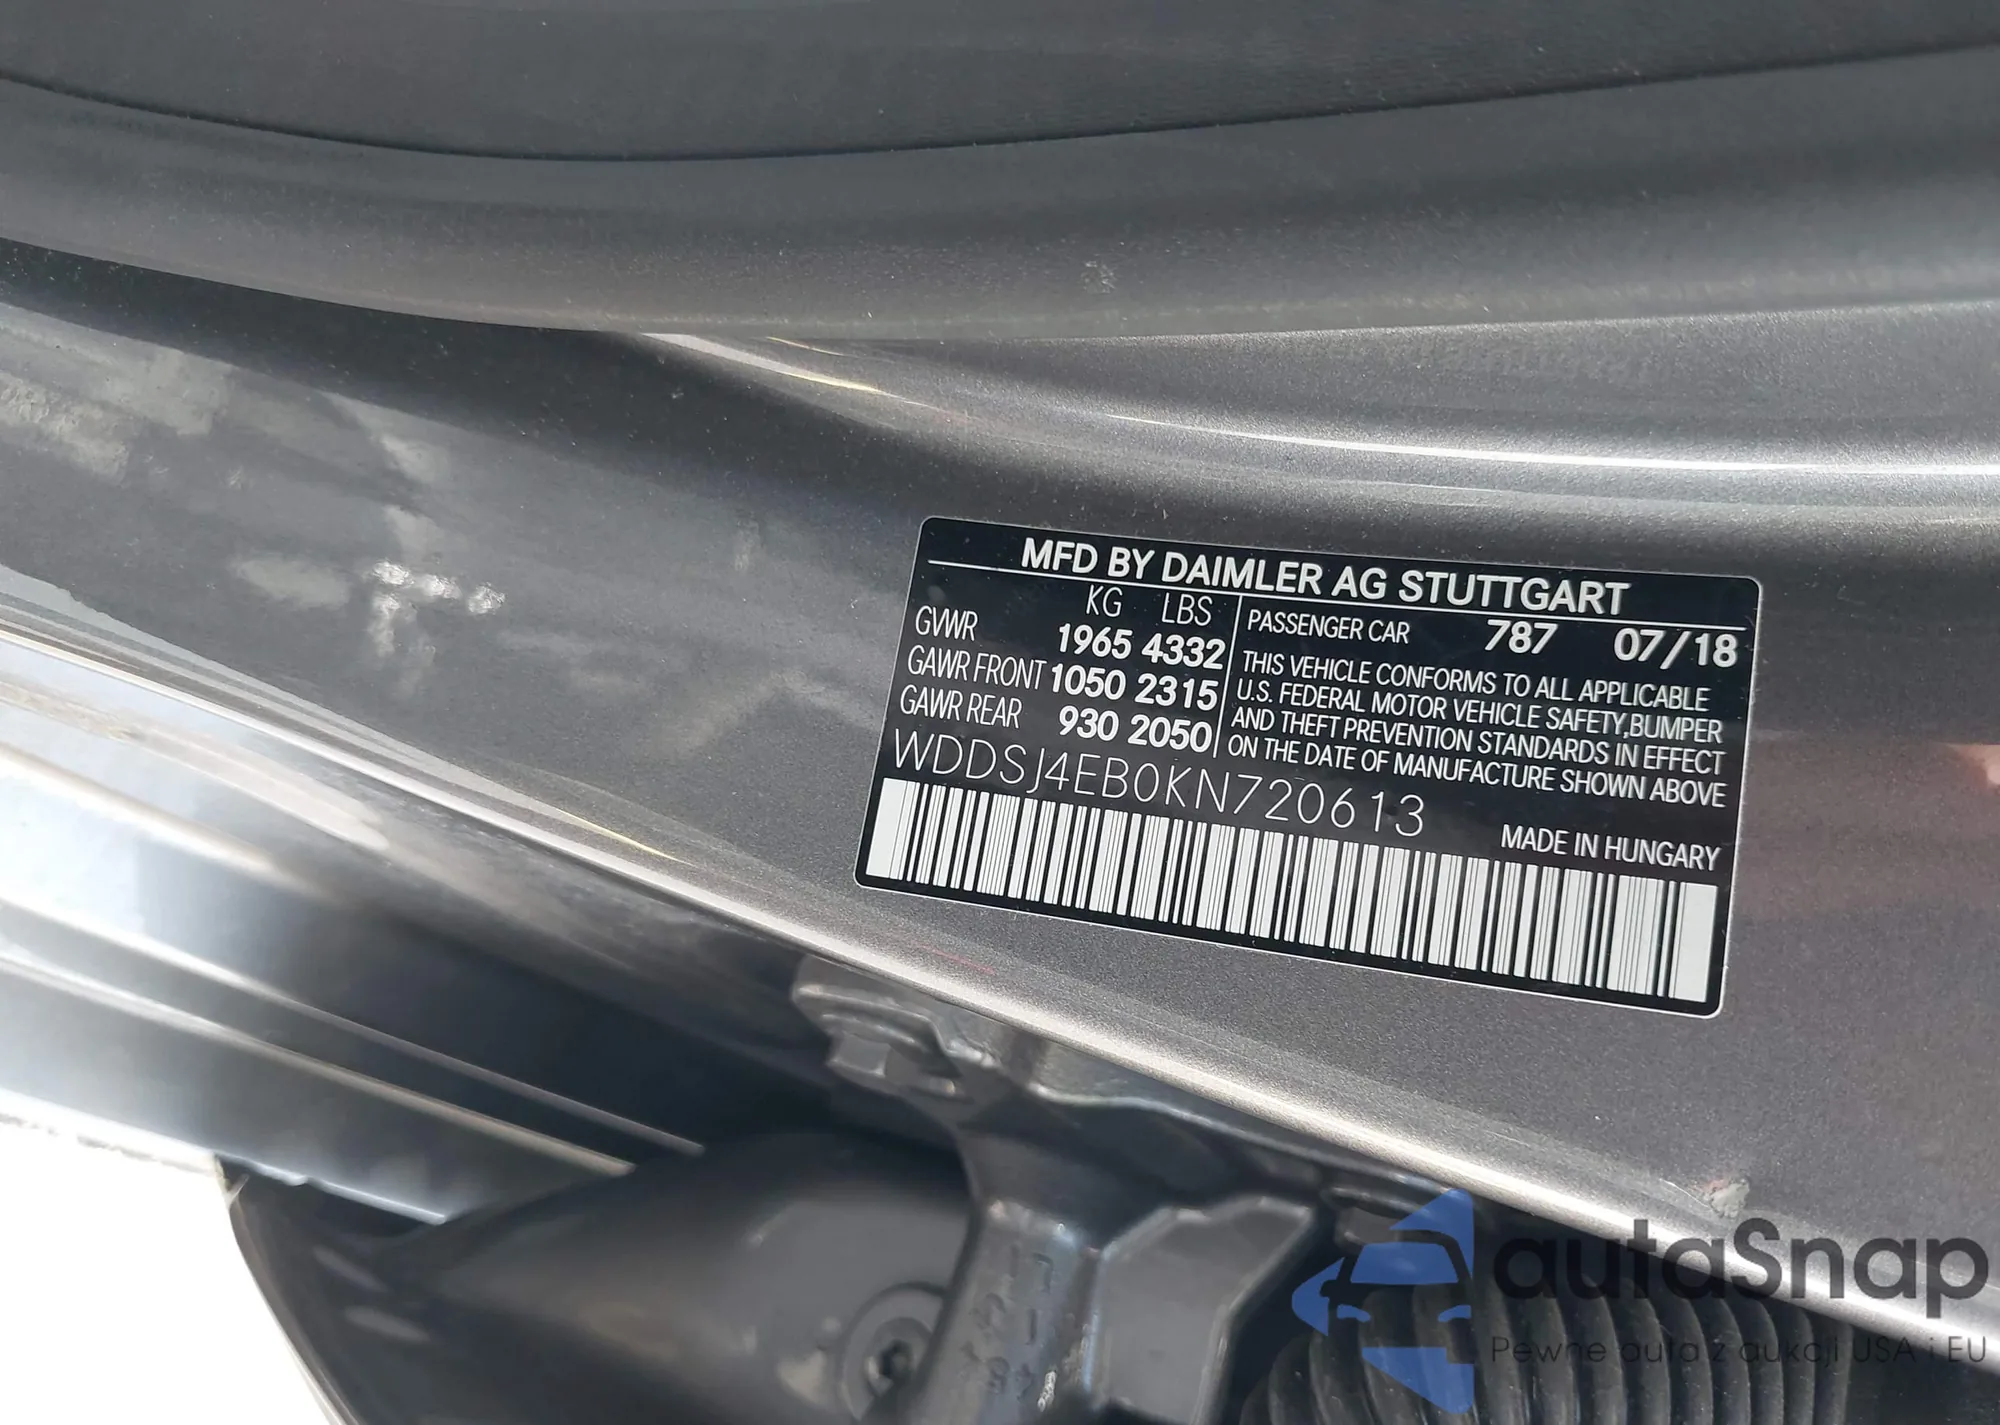 MFD BY DAIMLER AG STUTTGART
KG LBS
GVWR 1965 4332
GAWR FRONT 1050 2315
GAWR REAR 930 2050
PASSENGER CAR 787 07/18
THIS VEHICLE CONFORMS TO ALL APPLICABLE
U.S. FEDERAL MOTOR VEHICLE SAFETY,BUMPER
AND THEFT PREVENTION STANDARDS IN EFFECT
ON THE DATE OF MANUFACTURE SHOWN ABOVE
WDDSJ4EB0KN720613
MADE IN HUNGARY
autaSnap
Pewne auta z aukcji USA i EU